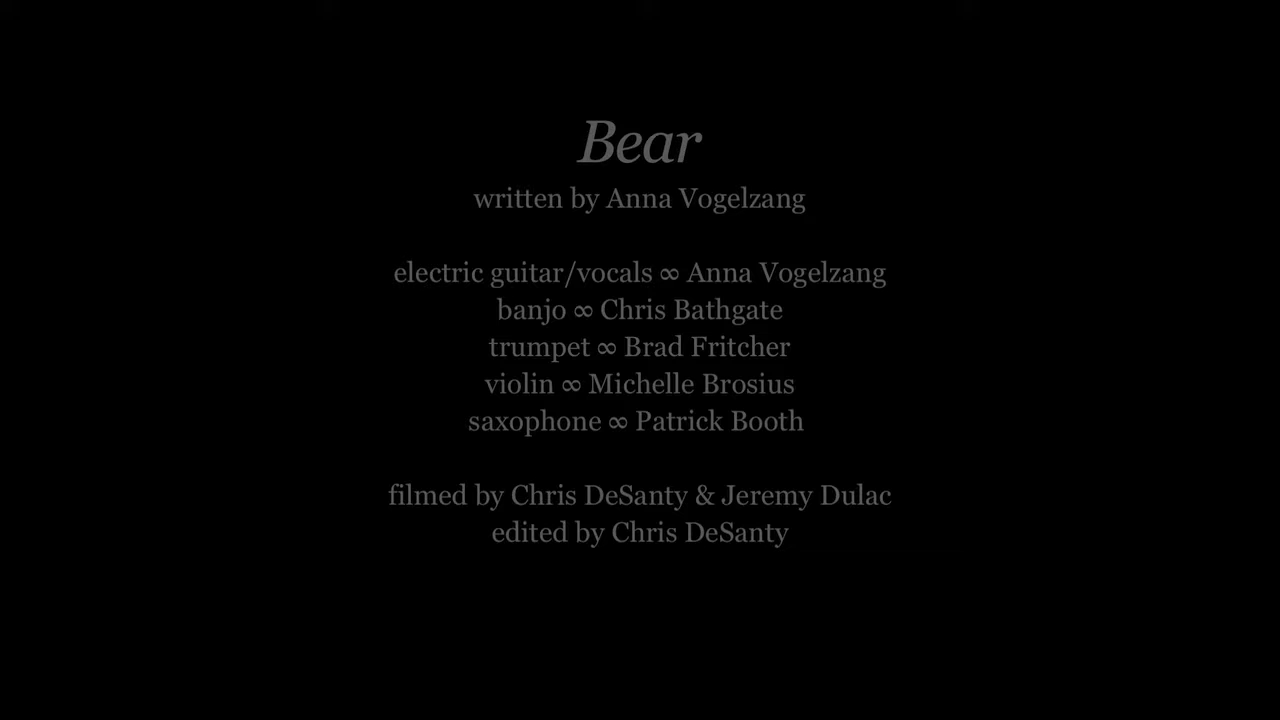 Bear
written by Anna Vogelzang
electric guitar/vocals ∞ Anna Vogelzang
banjo ∞ Chris Bathgate
trumpet ∞ Brad Fritcher
violin ∞ Michelle Brosius
saxophone ∞ Patrick Booth
filmed by Chris DeSanty & Jeremy Dulac
edited by Chris DeSanty